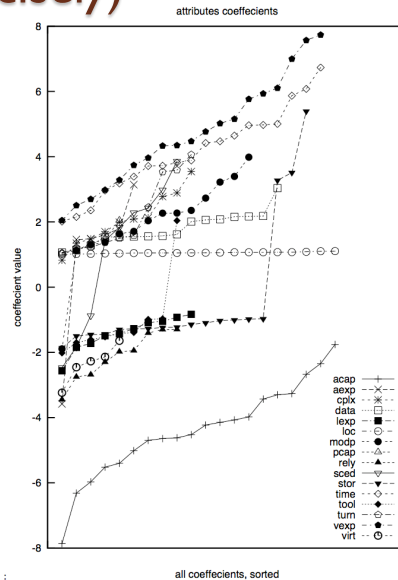 attributes coeffecients
8
6
4
2
0
-2
-4
-6
-8
coeffecient value
acap
aexp
cplx
data
lexp
loc
modp
pcap
rely
sced
stor
time
tool
turn
vexp
virt
all coeffecients, sorted
: